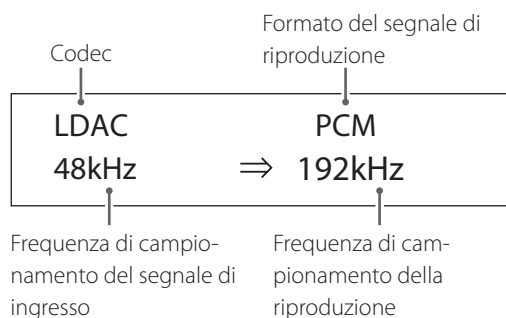 Codec
Formato del segnale di
riproduzione
LDAC PCM
48kHz ⇒ 192kHz
Frequenza di campio-
namento del segnale di
ingresso
Frequenza di cam-
pionamento della
riproduzione